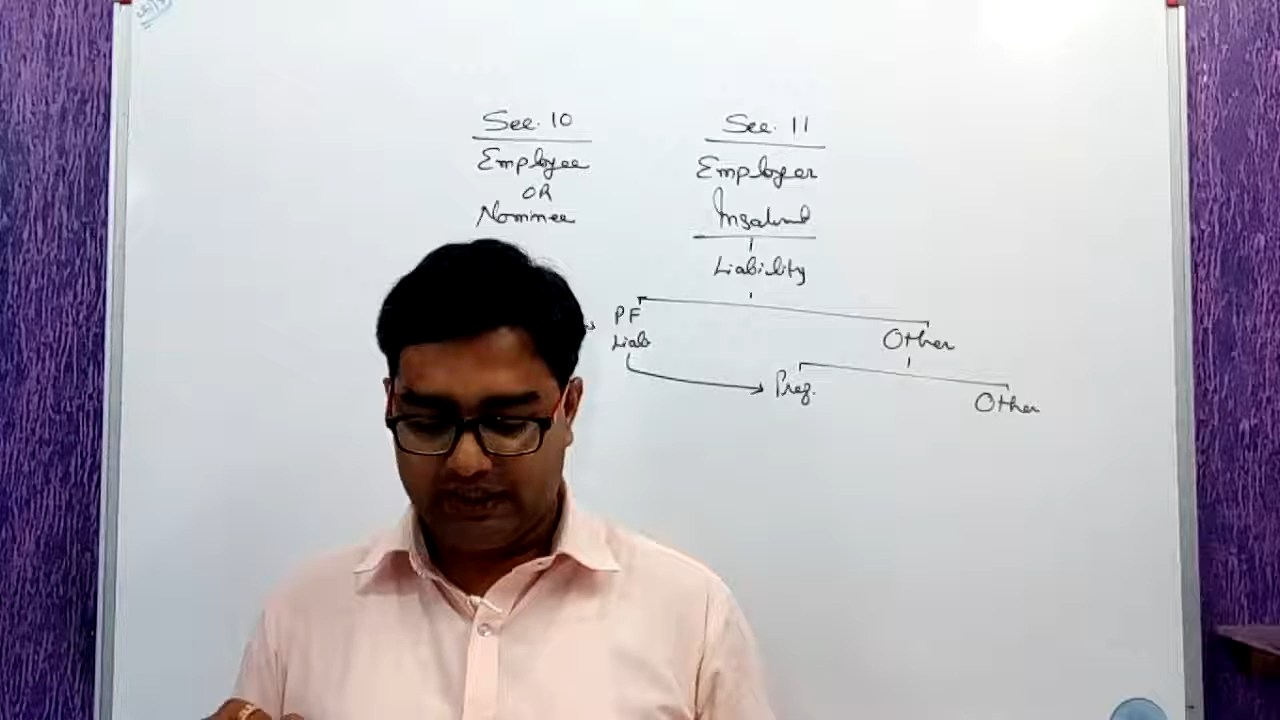 Sec. 10
Employee
OR
Nominee
Sec. 11
Employer
Insolvent
Liability
PF
Liab
Other
Pref.
Other